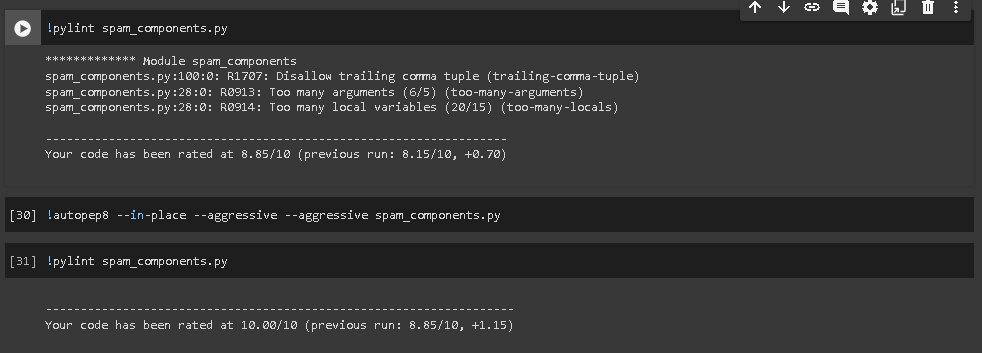 !pylint spam_components.py
************* Module spam_components
spam_components.py:100:0: R1707: Disallow trailing comma tuple (trailing-comma-tuple)
spam_components.py:28:0: R0913: Too many arguments (6/5) (too-many-arguments)
spam_components.py:28:0: R0914: Too many local variables (20/15) (too-many-locals)
------------------------------------------------------------------
Your code has been rated at 8.85/10 (previous run: 8.15/10, +0.70)
[30] !autopep8 --in-place --aggressive --aggressive spam_components.py
[31] !pylint spam_components.py
-------------------------------------------------------------------
Your code has been rated at 10.00/10 (previous run: 8.85/10, +1.15)